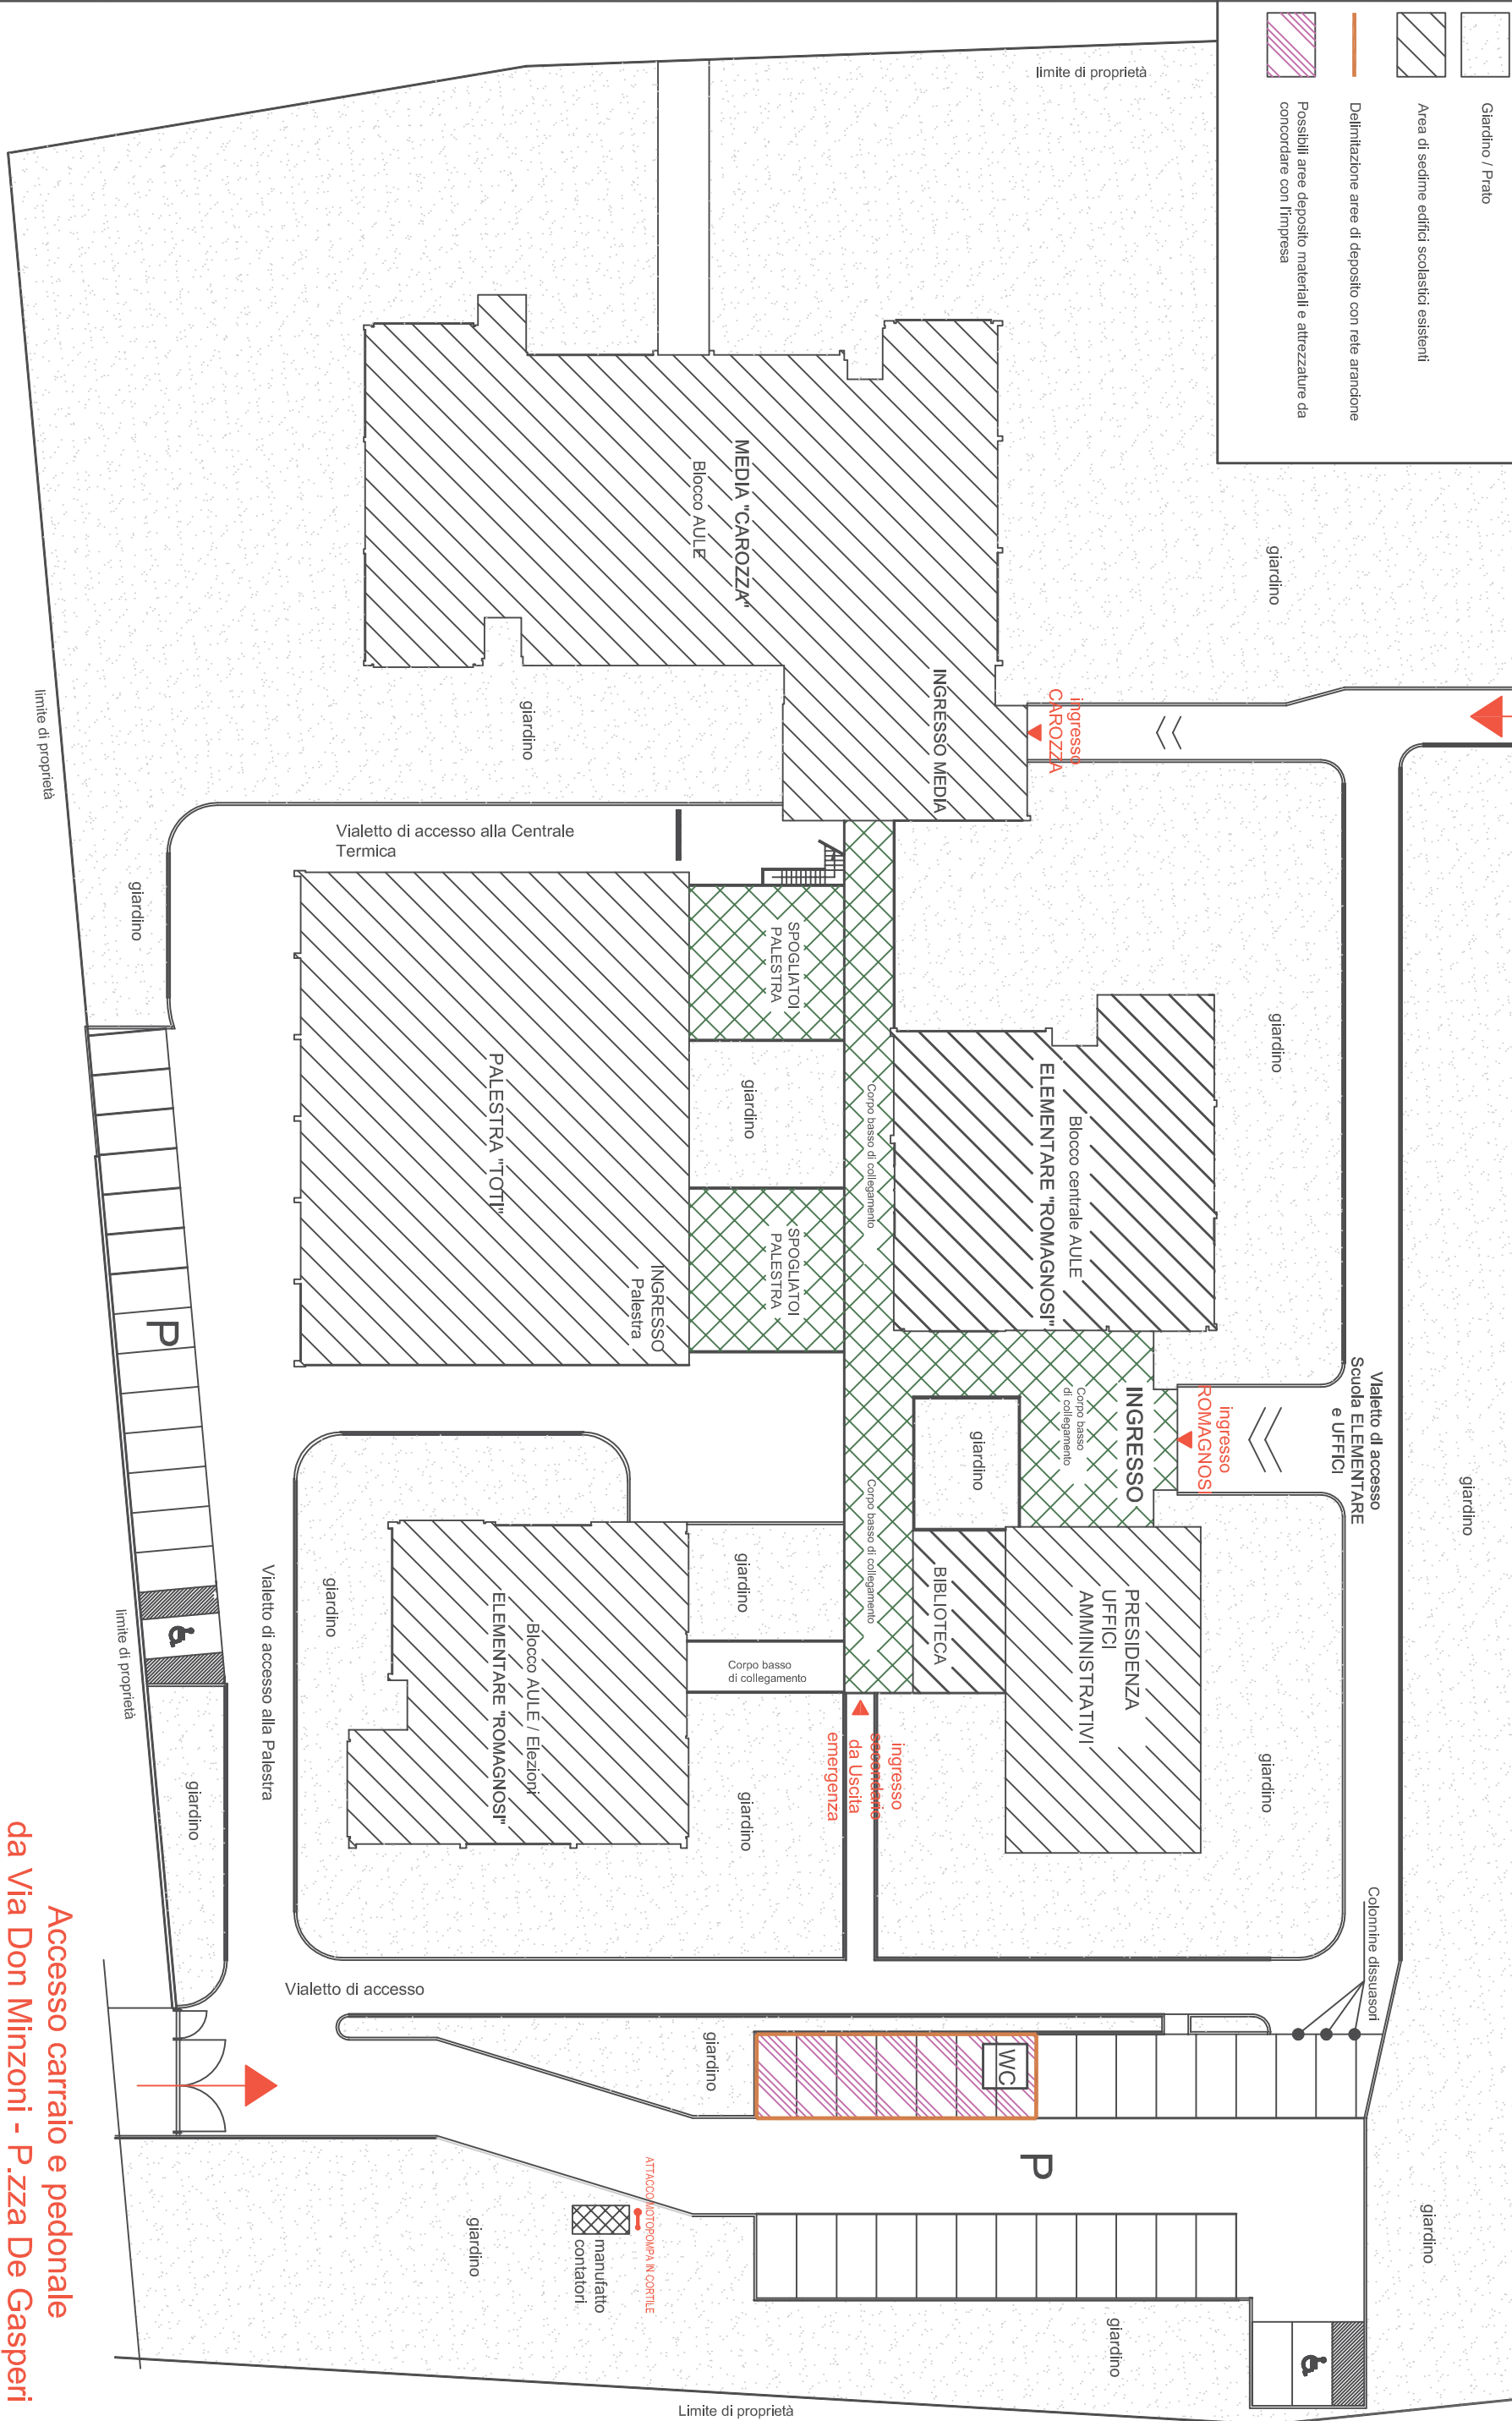 Giardino / Prato
Area di sedime edifici scolastici esistenti
Delimitazione aree di deposito con rete arancione
Possibili aree deposito materiali e attrezzature da
concordare con l'impresa
limite di proprietà
giardino
MEDIA "CAROZZA"
Blocco AULE
INGRESSO MEDIA
ingresso
CAROZZA
giardino
limite di proprietà
Vialetto di accesso alla Centrale
Termica
giardino
SPOGLIATOI
PALESTRA
giardino
SPOGLIATOI
PALESTRA
PALESTRA "TOTI"
INGRESSO
Palestra
Corpo basso di collegamento
Blocco centrale AULE
ELEMENTARE "ROMAGNOSI"
giardino
giardino
Vialetto di accesso
Scuola ELEMENTARE
e UFFICI
ingresso
ROMAGNOSI
INGRESSO
Corpo basso
di collegamento
giardino
Corpo basso di collegamento
BIBLIOTECA
PRESIDENZA
UFFICI
AMMINISTRATIVI
giardino
P
giardino
Corpo basso
di collegamento
giardino
Blocco AULE / Elezioni
ELEMENTARE "ROMAGNOSI"
giardino
Vialetto di accesso alla Palestra
limite di proprietà
giardino
ingresso
secondario
da Uscita
emergenza
Colonnine dissuasori
Vialetto di accesso
giardino
WC
P
ATTACCO MOTOPOMPA IN CORTILE
manufatto
contatori
giardino
giardino
giardino
Limite di proprietà
Accesso carraio e pedonale
da Via Don Minzoni - P.zza De Gasperi